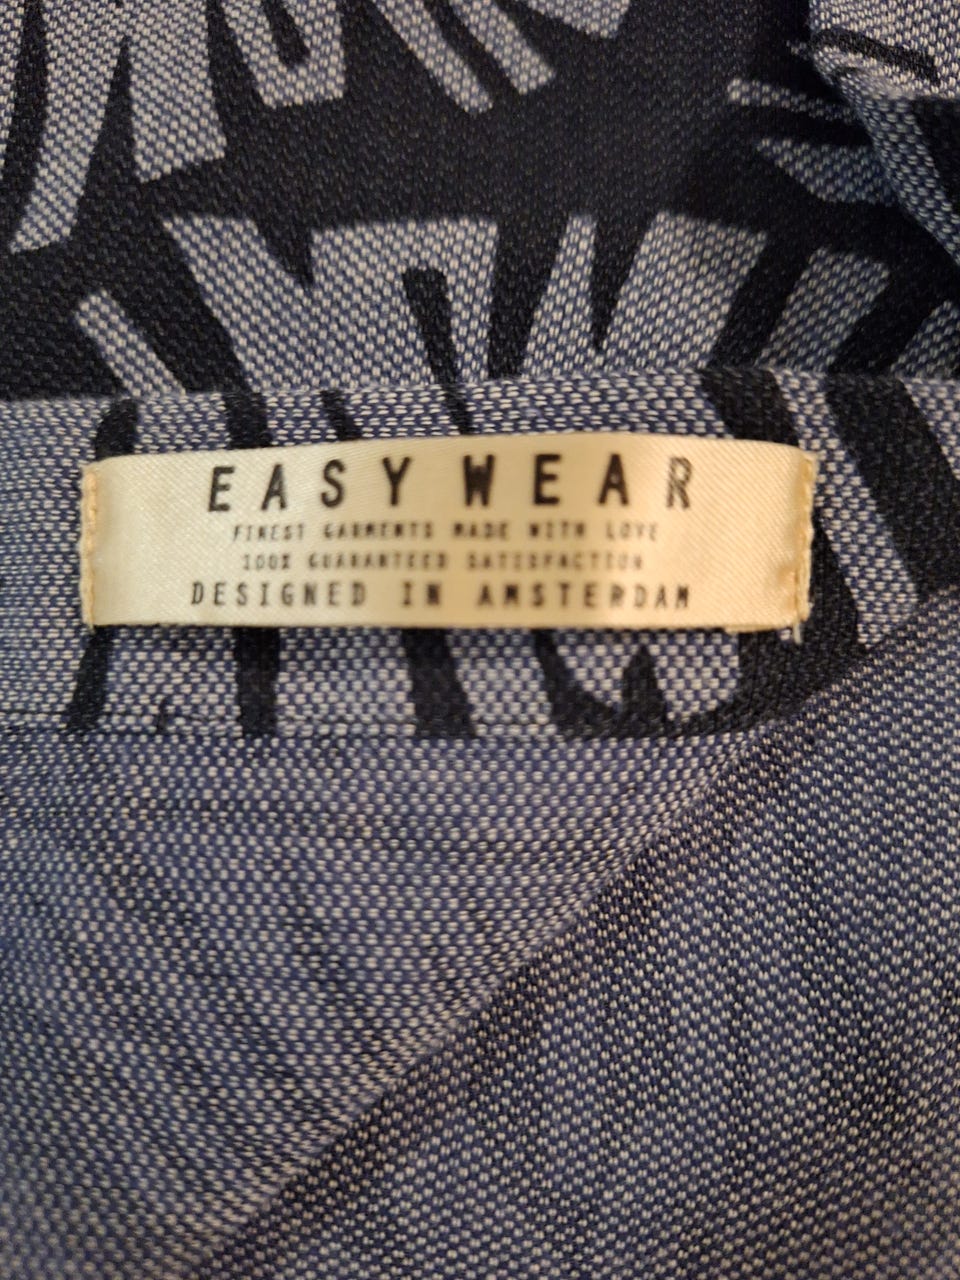 EASY WEAR
FINEST GARMENTS MADE WITH LOVE
100% GUARANTEED SATISFACTION
DESIGNED IN AMSTERDAM